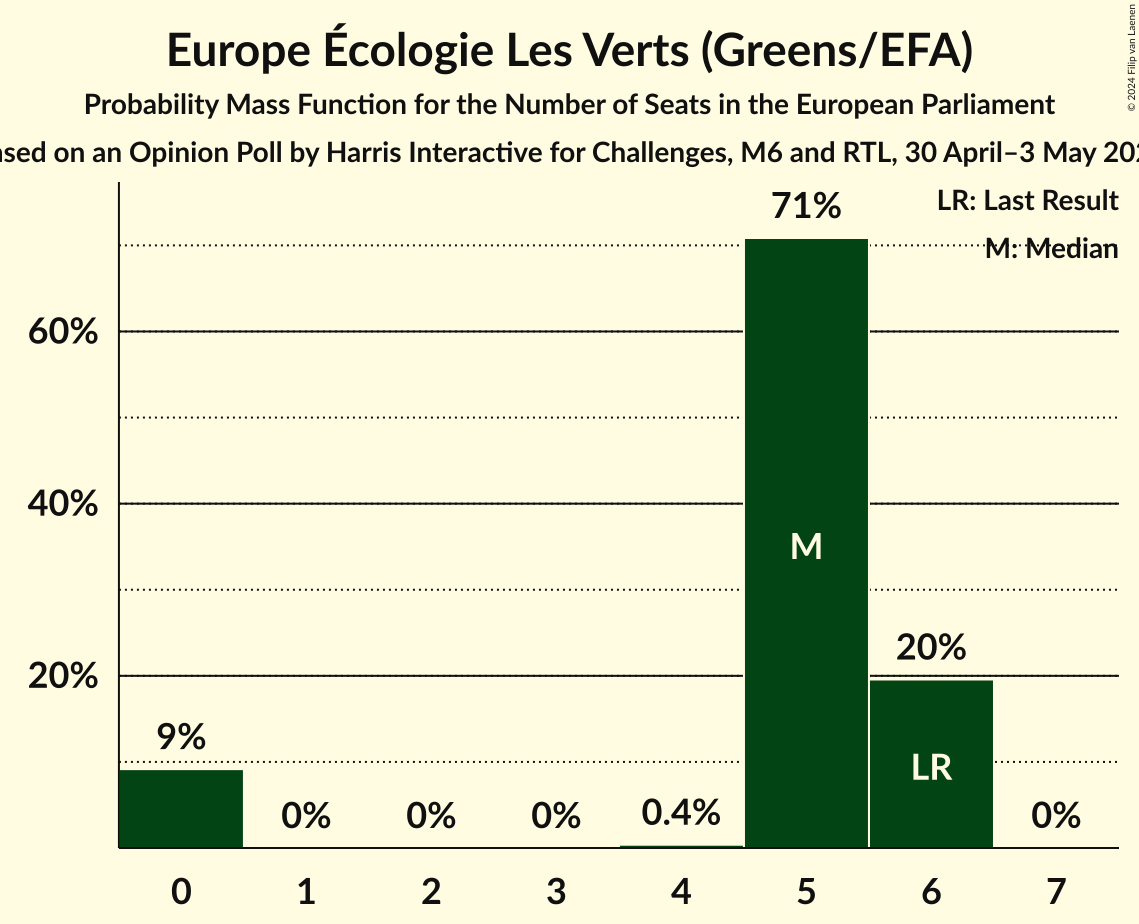 Europe Écologie Les Verts (Greens/EFA)
Probability Mass Function for the Number of Seats in the European Parliament
on an Opinion Poll by Harris Interactive for Challenges, M6 and RTL, 30 April–3 May
© 2024 Filip van Laenen
LR: Last Result
M: Median
71%
60%
40%
M
20%
20%
9%
LR
0%
0%
0%
0.4%
0%
0 1 2 3 4 5 6 7